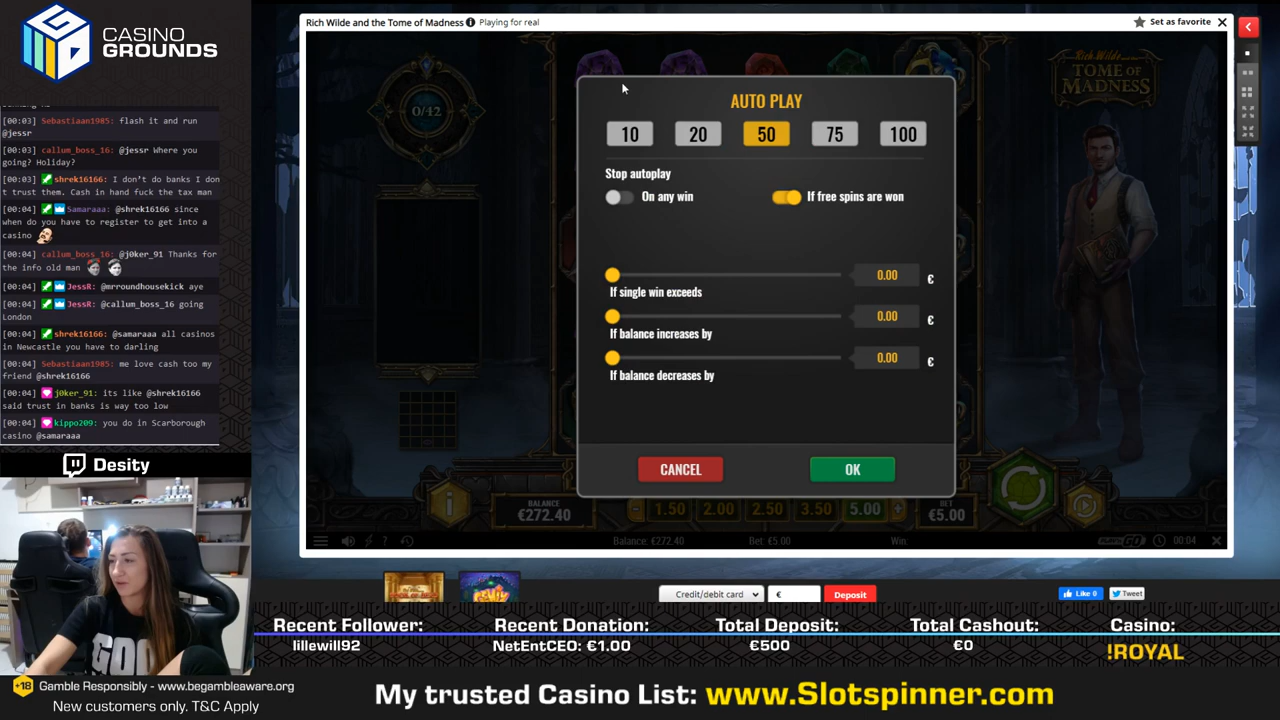 CASINO
GROUNDS
[00:03] Sebastiaan1985: flash it and run
@jessr
[00:03] callum_boss_16: @jessr Where you
going? Holiday?
[00:03] shrek16166: I don't do banks I don
t trust them. Cash in hand fuck the tax man
[00:04] Samaraaa: @shrek16166 since
when do you have to register to get into a
casino
[00:04] callum_boss_16: @j0ker_91 Thanks for
the info old man
[00:04] JessR: @mrroundhousekick aye
[00:04] JessR: @callum_boss_16 going
London
[00:04] shrek16166: @samaraaa all casinos
in Newcastle you have to darling
[00:04] Sebastiaan1985: me love cash too my
friend @shrek16166
[00:04] j0ker_91: its like @shrek16166
said trust in banks is way too low
[00:04] kippo209: you do in Scarborough
casino @samaraaa
Desity
Rich Wilde and the Tome of Madness Playing for real
Set as favorite
0/42
Rich Wilde and the
TOME OF
MADNESS
AUTO PLAY
10 20 50 75 100
Stop autoplay
On any win If free spins are won
0.00 €
If single win exceeds
0.00 €
If balance increases by
0.00 €
If balance decreases by
CANCEL OK
BALANCE
€272.40
1.50 2.00 2.50 3.50 5.00
BET
€5.00
Balance: €272.40 Bet: €5.00 Win: PLAY'N GO 00:04
Credit/debit card € Deposit
Like 0 Tweet
Recent Follower: Recent Donation: Total Deposit: Total Cashout: Casino:
lillewill92 NetEntCEO: €1.00 €500 €0 !ROYAL
+18 Gamble Responsibly - www.begambleaware.org
New customers only. T&C Apply
My trusted Casino List: www.Slotspinner.com
GOO